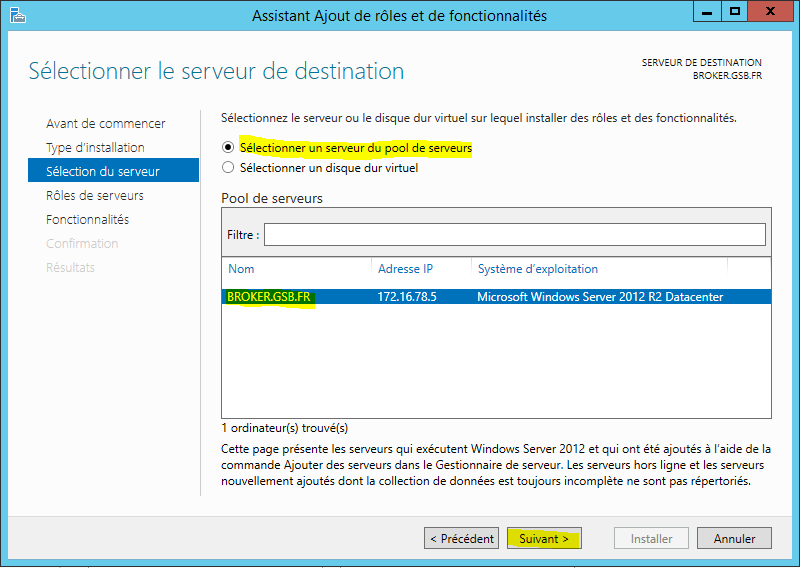 Assistant Ajout de rôles et de fonctionnalités
Sélectionner le serveur de destination
SERVEUR DE DESTINATION
BROKER.GSB.FR
Avant de commencer
Type d'installation
Sélection du serveur
Rôles de serveurs
Fonctionnalités
Confirmation
Résultats
Sélectionnez le serveur ou le disque dur virtuel sur lequel installer des rôles et des fonctionnalités.
Sélectionner un serveur du pool de serveurs
Sélectionner un disque dur virtuel
Pool de serveurs
Filtre :
Nom Adresse IP Système d'exploitation
BROKER.GSB.FR 172.16.78.5 Microsoft Windows Server 2012 R2 Datacenter
1 ordinateur(s) trouvé(s)
Cette page présente les serveurs qui exécutent Windows Server 2012 et qui ont été ajoutés à l'aide de la
commande Ajouter des serveurs dans le Gestionnaire de serveur. Les serveurs hors ligne et les serveurs
nouvellement ajoutés dont la collection de données est toujours incomplète ne sont pas répertoriés.
< Précédent Suivant > Installer Annuler